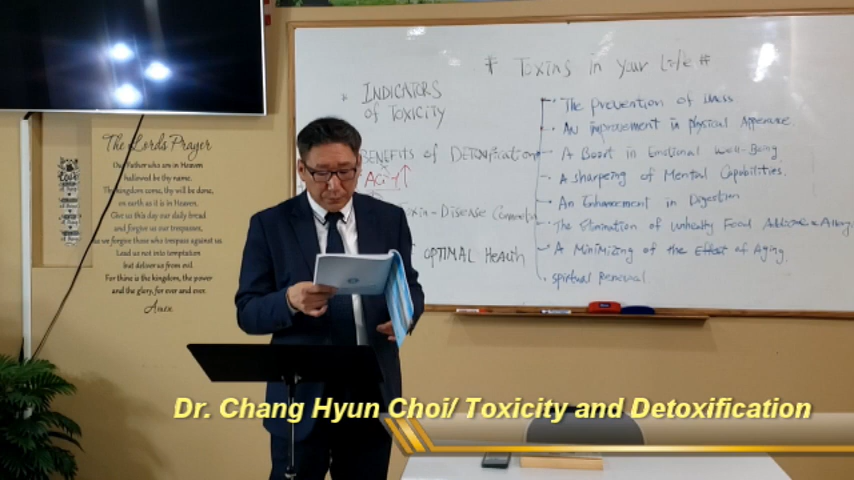 # Toxins in Your Life #
* INDICATORS
of TOXICITY
BENEFITS of DETOXification
Toxin-Disease
OPTIMAL Health
• The prevention of illness
• An improvement in physical Apperane.
• A Boost in Emotional Well-Being
• A sharpeing of Mental Capabilities.
• An Enhancement in Digestion
• The Elimination of unhealthy Food
• A Minimizing of the Effect of Aging.
• spiritual Renewal
The Lords Prayer
Our Father who are in Heaven
hallowed be thy name.
Thy kingdom come, thy will be done,
on earth as it is in Heaven.
Give us this day our daily bread
and forgive us our trespasses,
as we forgive those who trespass against us.
Lead us not into temptation
but deliver us from evil.
For thine is the kingdom, the power
and the glory, for ever and ever.
Amen
Dr. Chang Hyun Choi/ Toxicity and Detoxification